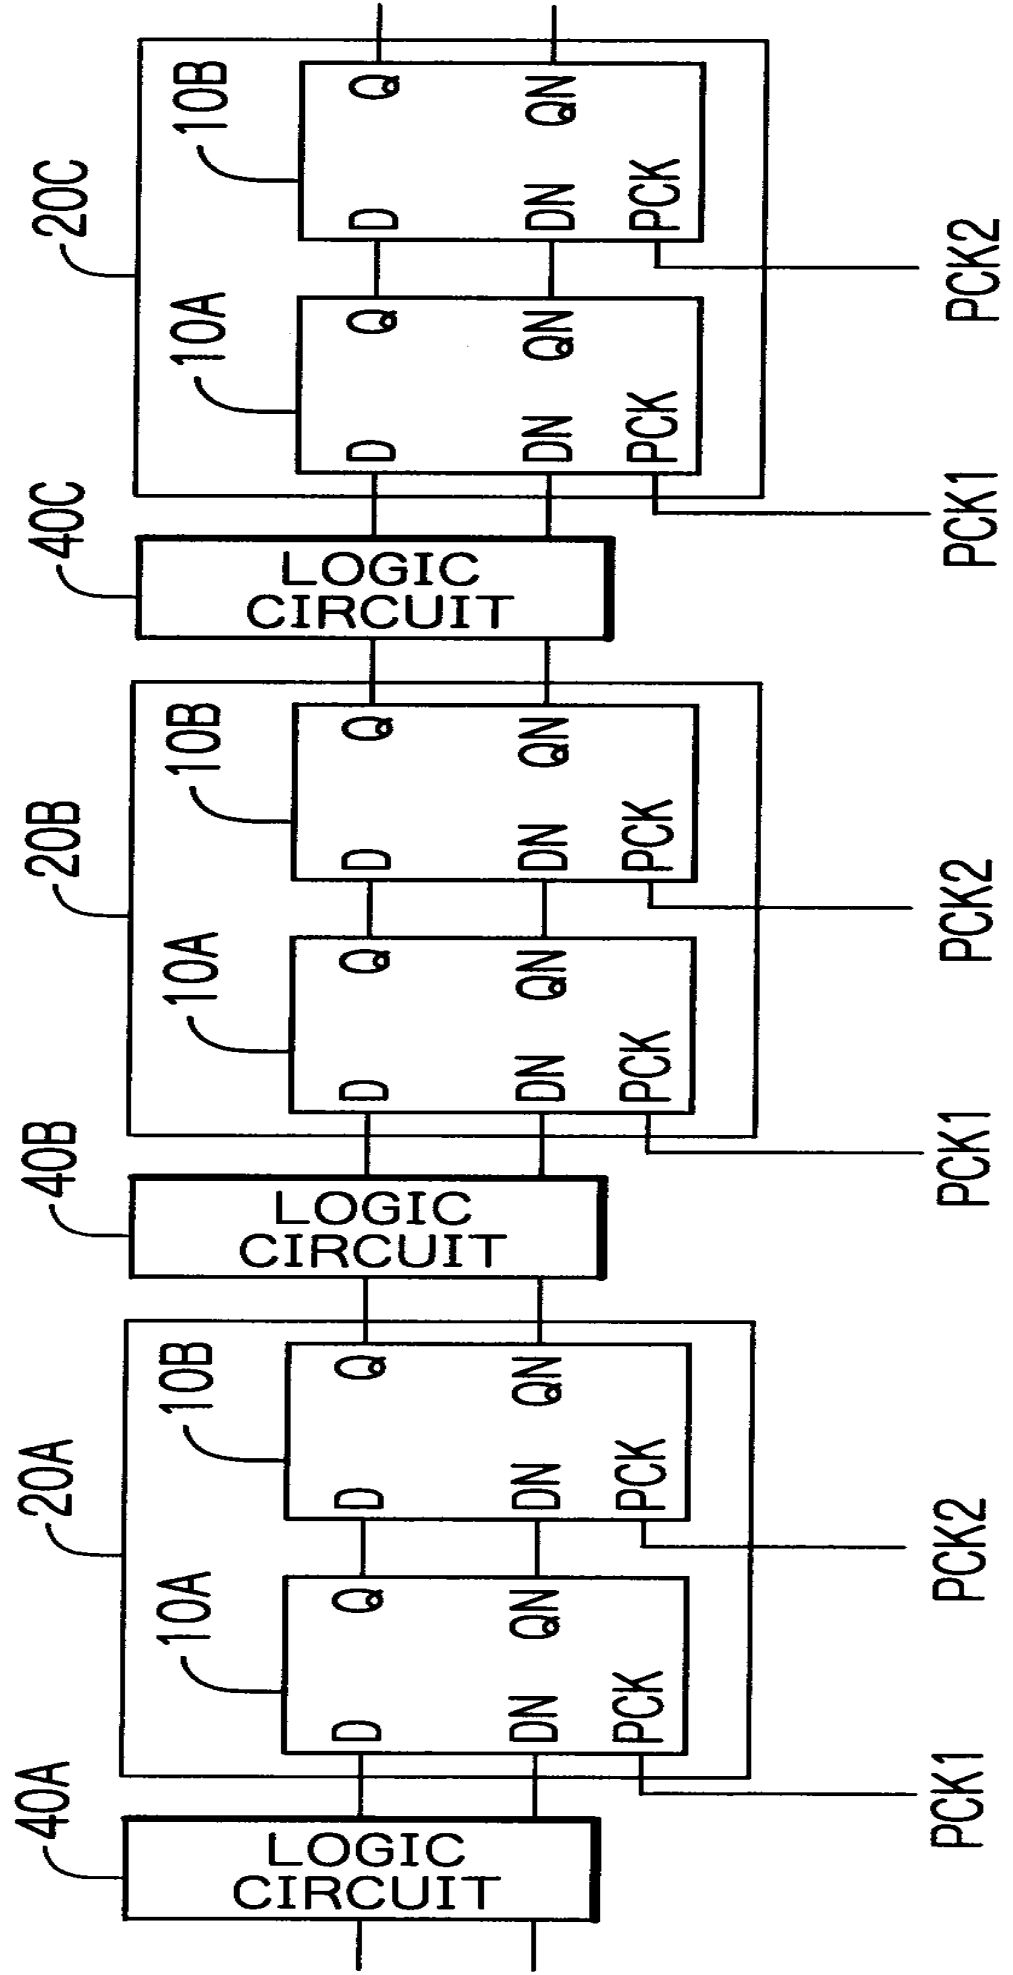 40A
LOGIC
CIRCUIT
20A
10A
D
Q
DN
QN
PCK
PCK1
10B
D
Q
DN
QN
PCK
PCK2
40B
LOGIC
CIRCUIT
20B
10A
D
Q
DN
QN
PCK
PCK1
10B
D
Q
DN
QN
PCK
PCK2
40C
LOGIC
CIRCUIT
20C
10A
D
Q
DN
QN
PCK
PCK1
10B
D
Q
DN
QN
PCK
PCK2